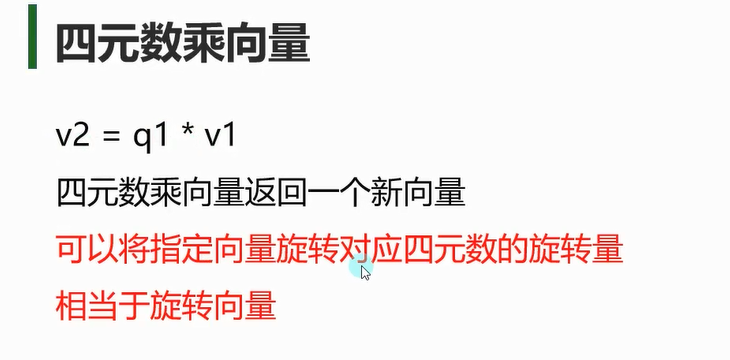 四元数乘向量
v2 = q1 * v1
四元数乘向量返回一个新向量
可以将指定向量旋转对应四元数的旋转量
相当于旋转向量